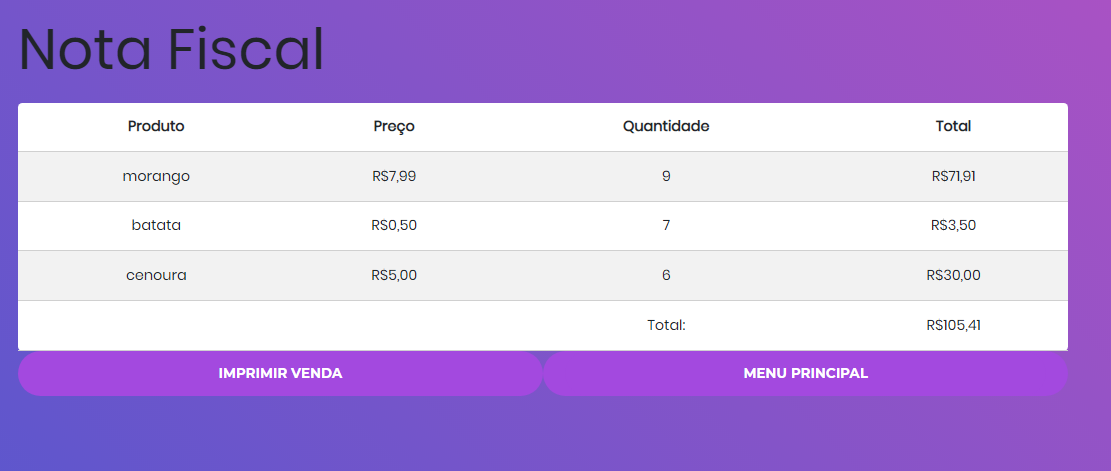 Nota Fiscal
Produto Preço Quantidade Total
morango R$7,99 9 R$71,91
batata R$0,50 7 R$3,50
cenoura R$5,00 6 R$30,00
Total: R$105,41
IMPRIMIR VENDA MENU PRINCIPAL